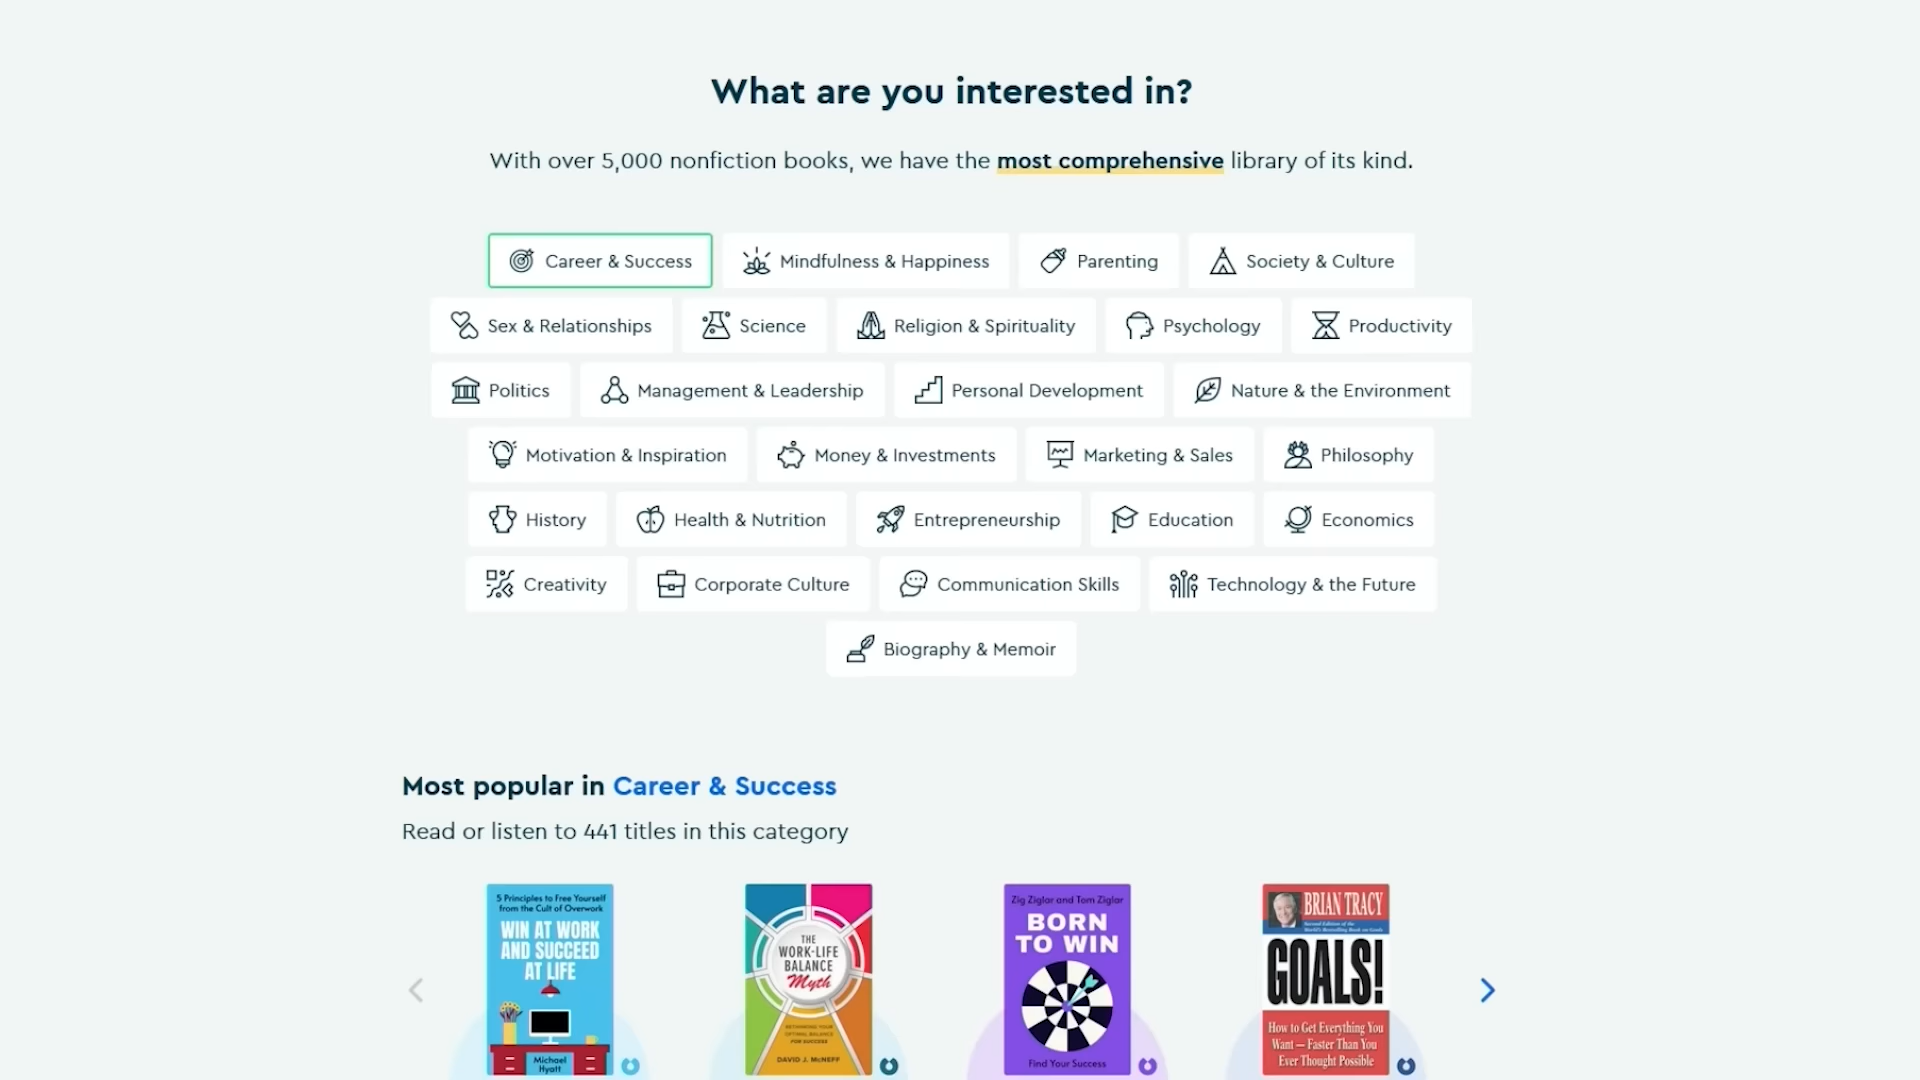 What are you interested in?
With over 5,000 nonfiction books, we have the most comprehensive library of its kind.
Career & Success
Mindfulness & Happiness
Parenting
Society & Culture
Sex & Relationships
Science
Religion & Spirituality
Psychology
Productivity
Politics
Management & Leadership
Personal Development
Nature & the Environment
Motivation & Inspiration
Money & Investments
Marketing & Sales
Philosophy
History
Health & Nutrition
Entrepreneurship
Education
Economics
Creativity
Corporate Culture
Communication Skills
Technology & the Future
Biography & Memoir
Most popular in Career & Success
Read or listen to 441 titles in this category
5 Principles to Free Yourself
from the Cult of Overwork
WIN AT WORK
AND SUCCEED
AT LIFE
Michael
Hyatt
THE
WORK-LIFE
BALANCE
Myth
RETHINKING YOUR
OPTIMAL BALANCE
FOR SUCCESS
DAVID J. McNEFF
Zig Ziglar and Tom Ziglar
BORN
TO WIN
Find Your Success
BRIAN TRACY
GOALS!
How to Get Everything You
Want — Faster Than You
Ever Thought Possible